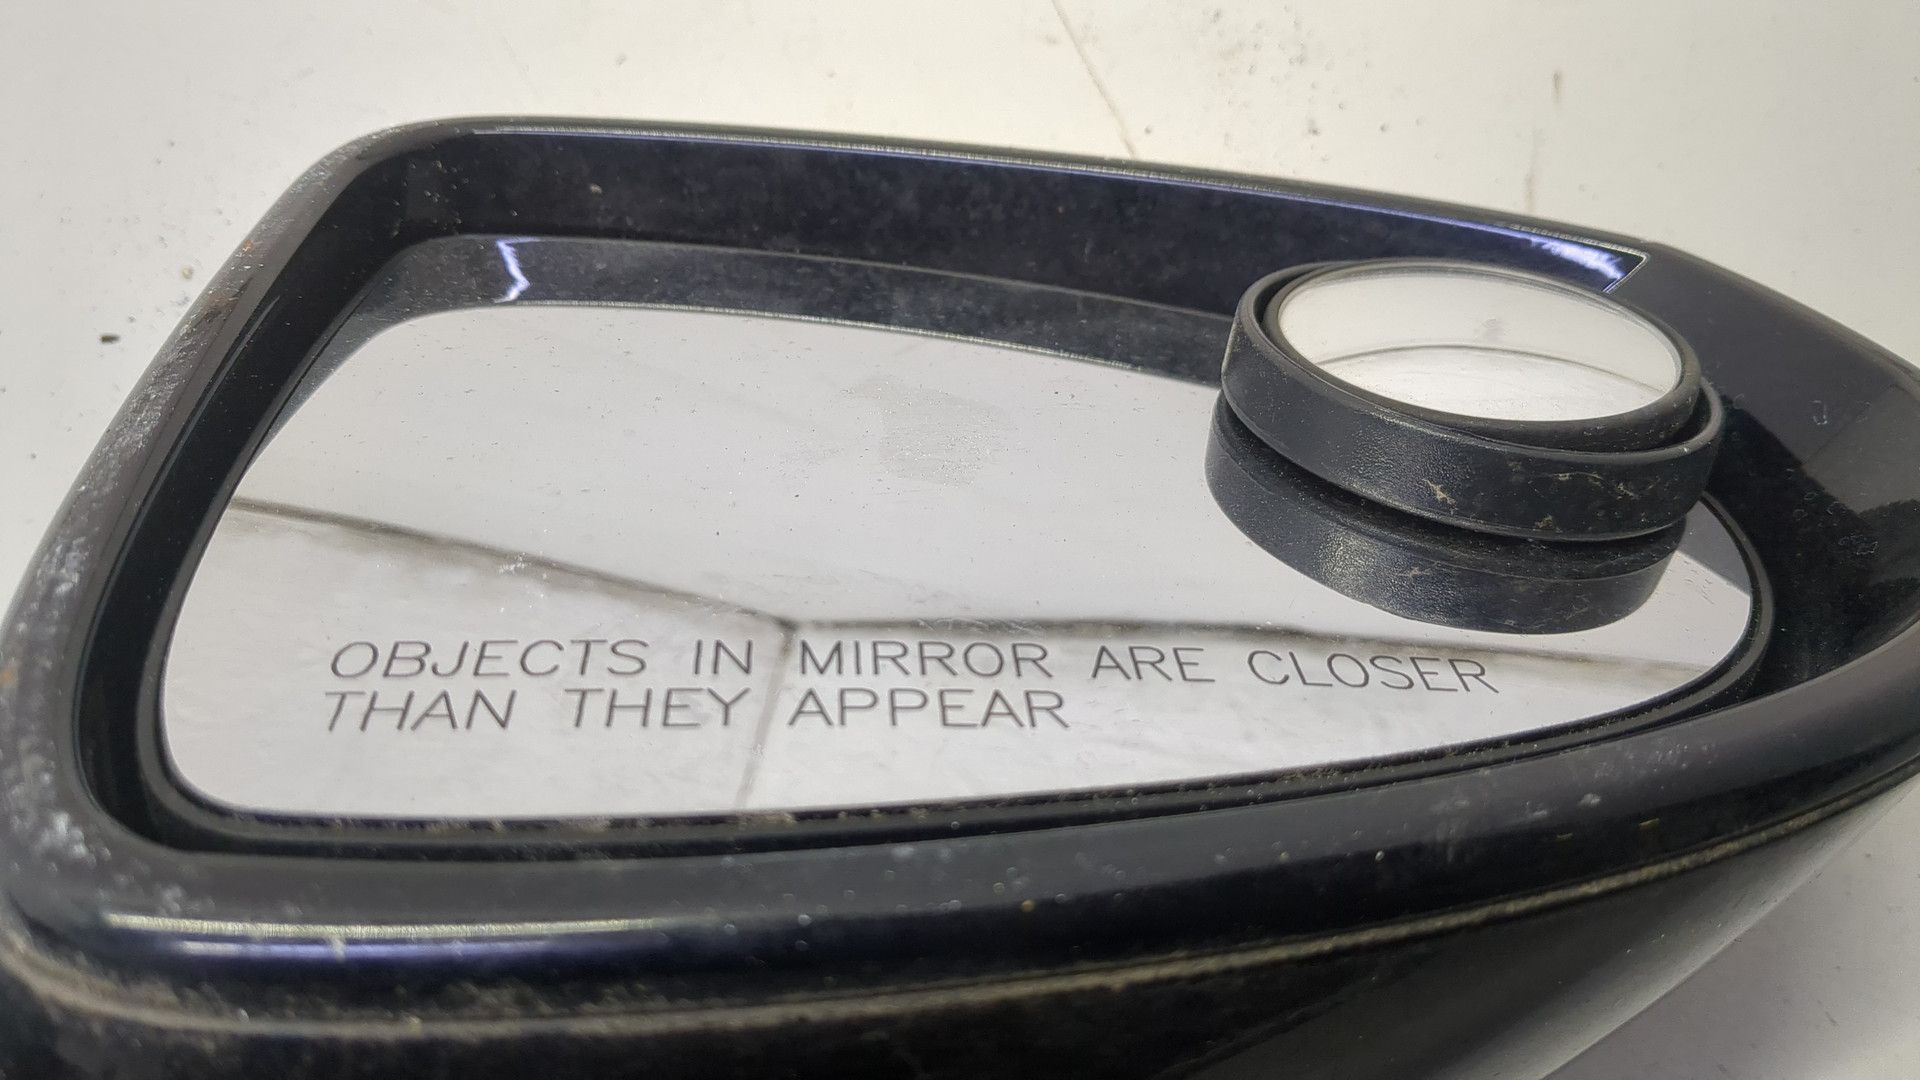 OBJECTS IN MIRROR ARE CLOSER
THAN THEY APPEAR